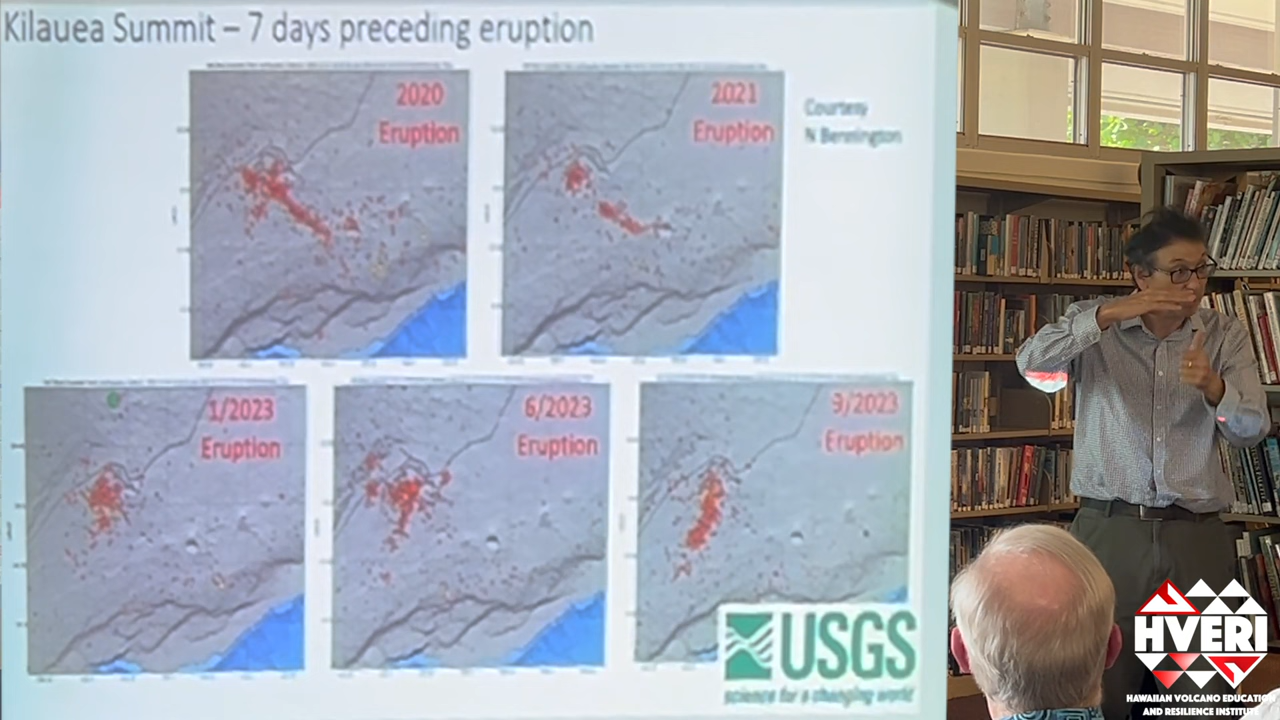 Kilauea Summit – 7 days preceding eruption
2020
Eruption
2021
Eruption
Courtesy
N Bennington
1/2023
Eruption
6/2023
Eruption
9/2023
Eruption
USGS
science for a changing world
HVERI
HAWAIIAN VOLCANO EDUCATION
AND RESILIENCE INSTITUTE